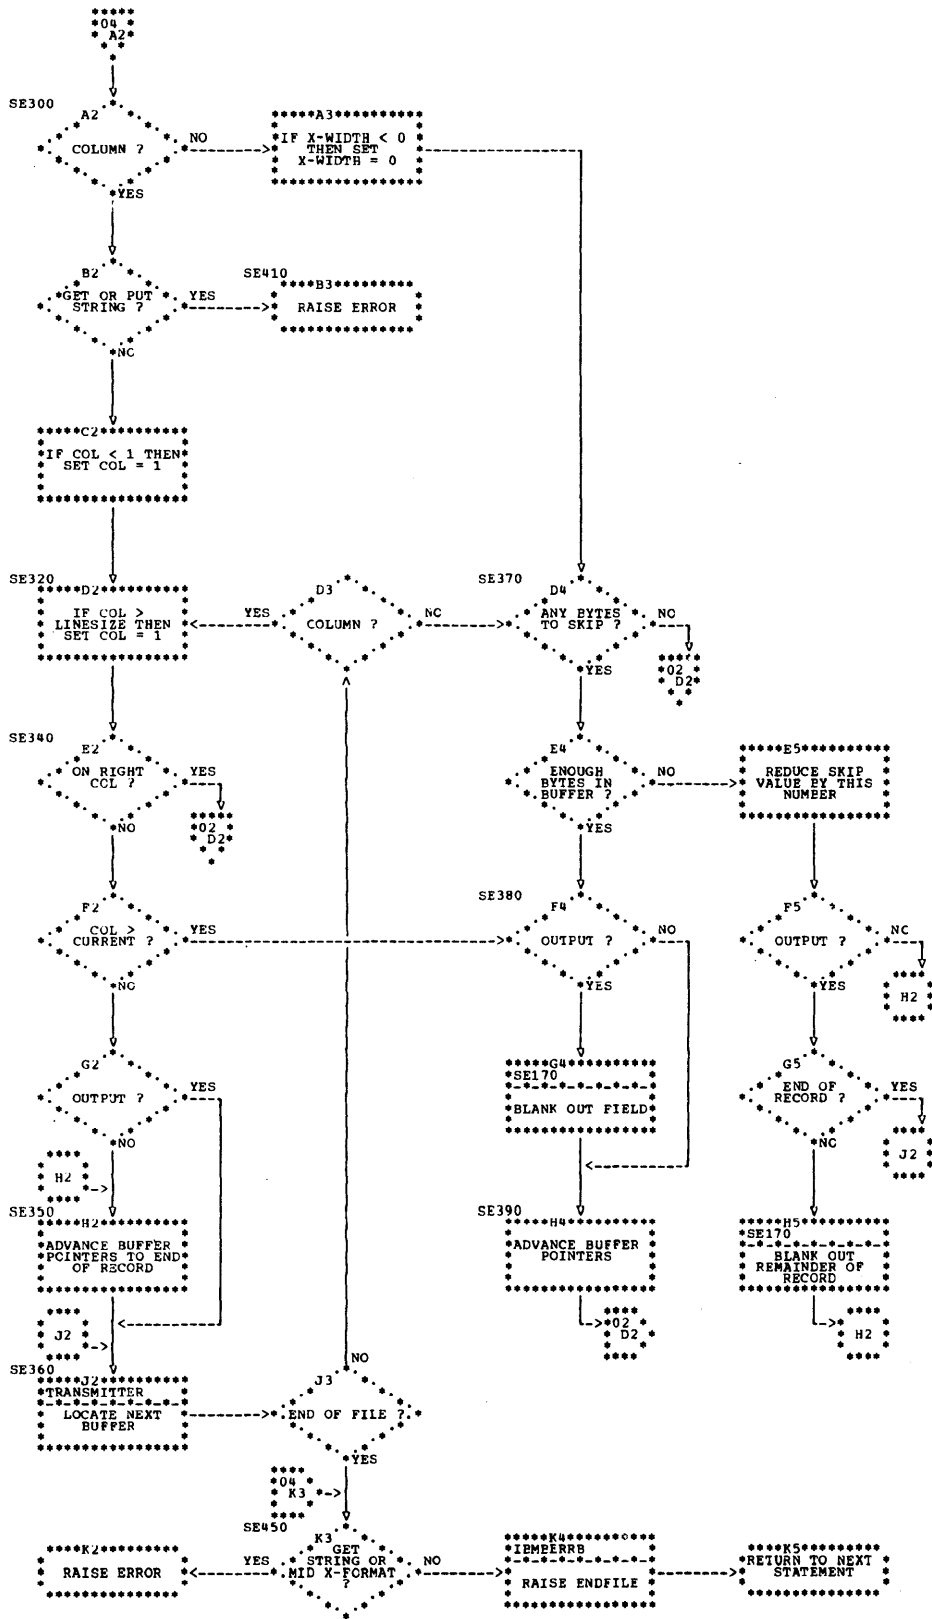 04
A2
SE300
A2
COLUMN ?
NO
YES
A3
IF X-WIDTH < 0
THEN SET
X-WIDTH = 0
B2
GET OR PUT
STRING ?
YES
NC
SE410
B3
RAISE ERROR
C2
IF COL < 1 THEN
SET COL = 1
SE320
D2
IF COL >
LINESIZE THEN
SET COL = 1
YES
D3
COLUMN ?
NC
SE370
D4
ANY BYTES
TO SKIP ?
NO
YES
02
D2
SE340
E2
ON RIGHT
CCL ?
YES
NO
02
D2
E4
ENOUGH
BYTES IN
BUFFER ?
NO
YES
E5
REDUCE SKIP
VALUE BY THIS
NUMBER
F2
COL >
CURRENT ?
YES
NC
SE380
F4
OUTPUT ?
NO
YES
F5
OUTPUT ?
NC
YES
H2
G2
OUTPUT ?
YES
NO
G4
SE170
BLANK OUT FIELD
G5
END OF
RECORD ?
YES
NC
J2
H2
SE350
H2
ADVANCE BUFFER
PCINTERS TO END
OF RECORD
SE390
H4
ADVANCE BUFFER
POINTERS
H5
SE170
BLANK OUT
REMAINDER OF
RECORD
J2
02
D2
H2
SE360
J2
TRANSMITTER
LOCATE NEXT
BUFFER
NO
J3
END OF FILE ?
YES
04
K3
SE450
K2
RAISE ERROR
YES
K3
GET
STRING OR
MID X-FORMAT
?
NO
K4
IBMBERRB
RAISE ENDFILE
K5
RETURN TO NEXT
STATEMENT